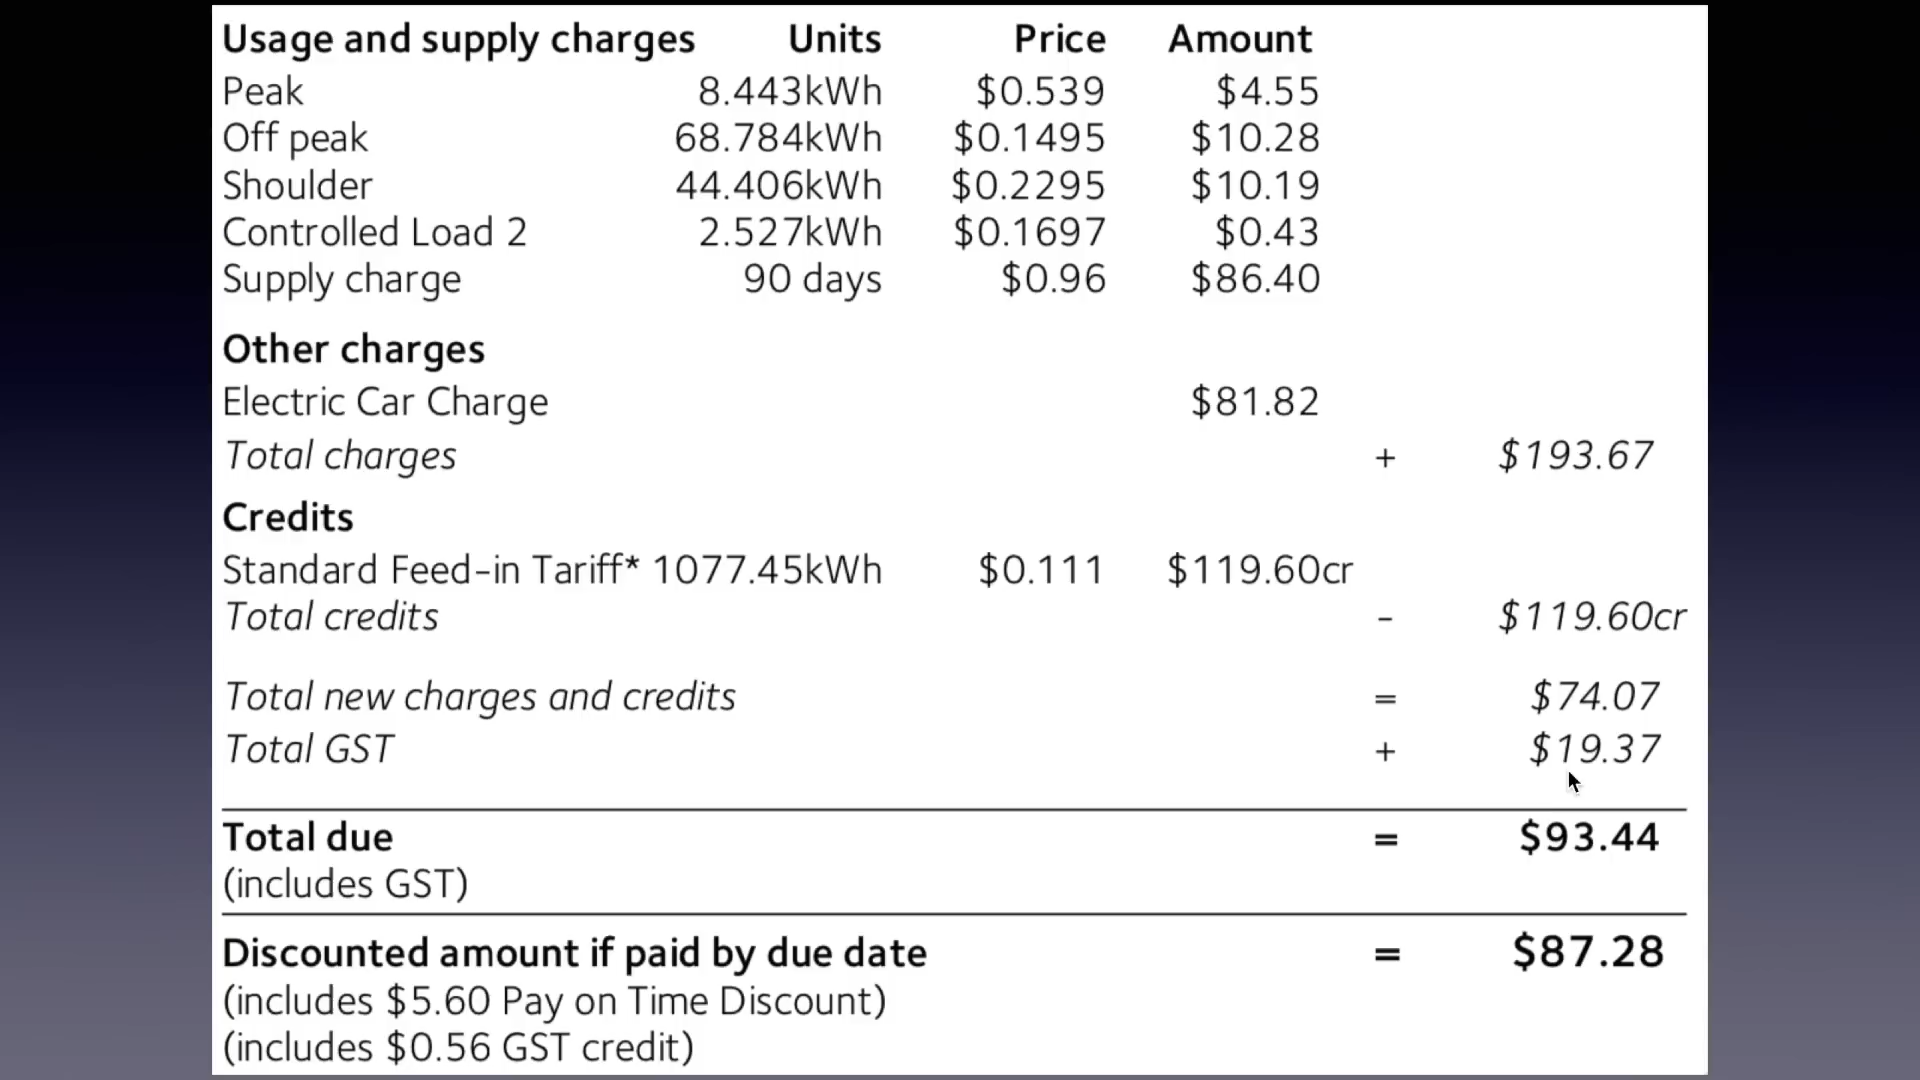 Usage and supply charges Units Price Amount
Peak 8.443kWh $0.539 $4.55
Off peak 68.784kWh $0.1495 $10.28
Shoulder 44.406kWh $0.2295 $10.19
Controlled Load 2 2.527kWh $0.1697 $0.43
Supply charge 90 days $0.96 $86.40
Other charges
Electric Car Charge $81.82
Total charges + $193.67
Credits
Standard Feed-in Tariff* 1077.45kWh $0.111 $119.60cr
Total credits - $119.60cr
Total new charges and credits = $74.07
Total GST + $19.37
Total due = $93.44
(includes GST)
Discounted amount if paid by due date = $87.28
(includes $5.60 Pay on Time Discount)
(includes $0.56 GST credit)